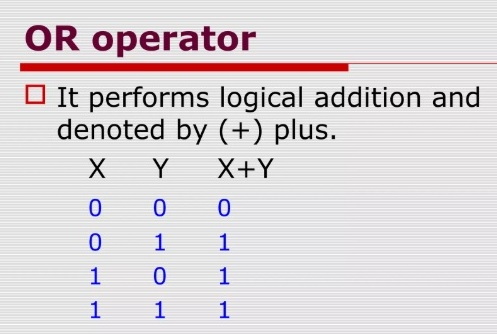 OR operator
It performs logical addition and
denoted by (+) plus.
X Y X+Y
0 0 0
0 1 1
1 0 1
1 1 1